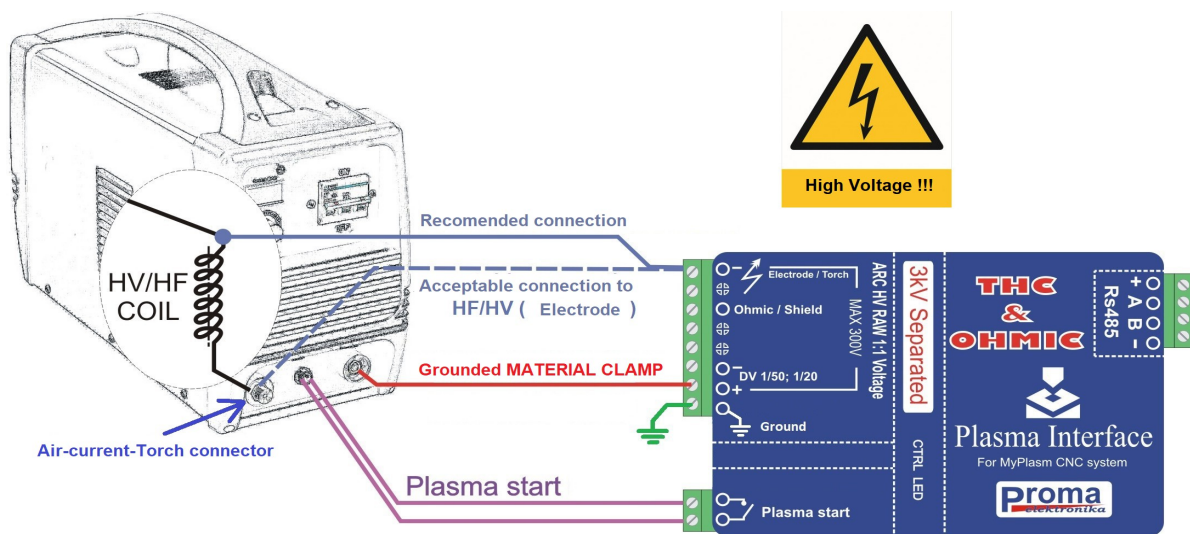 High Voltage !!!
Recomended connection
Acceptable connection to
HF/HV ( Electrode )
HV/HF
COIL
Grounded MATERIAL CLAMP
Air-current-Torch connector
Plasma start
− Electrode / Torch
Ohmic / Shield
−
DV 1/50; 1/20
+
Ground
Plasma start
ARC HV RAW 1:1 Voltage
MAX 300V
3kV Separated
CTRL LED
THC
&
OHMIC
+ A B −
Rs485
Plasma Interface
For MyPlasm CNC system
Proma
elektronika